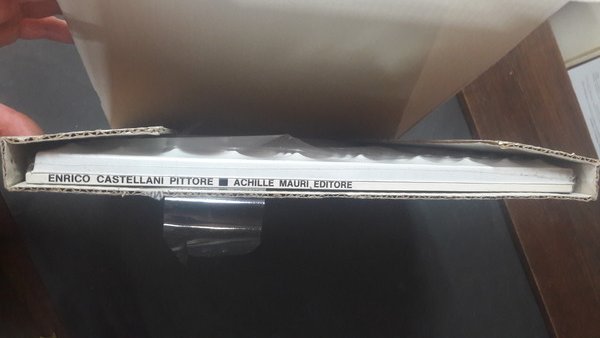 ENRICO CASTELLANI PITTORE ■ ACHILLE MAURI EDITORE